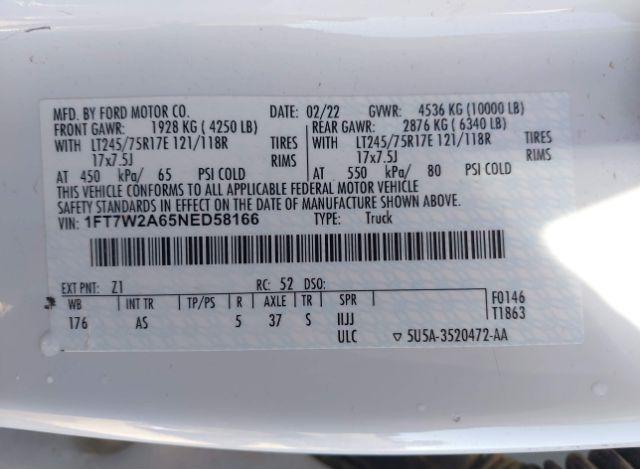 MFD. BY FORD MOTOR CO. DATE: 02/22 GVWR: 4536 KG (10000 LB)
FRONT GAWR: 1928 KG ( 4250 LB) REAR GAWR: 2876 KG ( 6340 LB)
WITH LT245/75R17E 121/118R TIRES WITH LT245/75R17E 121/118R TIRES
17x7.5J RIMS 17x7.5J RIMS
AT 450 kPa/ 65 PSI COLD AT 550 kPa/ 80 PSI COLD
THIS VEHICLE CONFORMS TO ALL APPLICABLE FEDERAL MOTOR VEHICLE
SAFETY STANDARDS IN EFFECT ON THE DATE OF MANUFACTURE SHOWN ABOVE.
VIN: 1FT7W2A65NED58166 TYPE: Truck
EXT PNT: Z1 RC: 52 DSO:
WB INT TR TP/PS R AXLE TR SPR F0146
176 AS 5 37 S IIJJ T1863
ULC ▽ 5U5A-3520472-AA